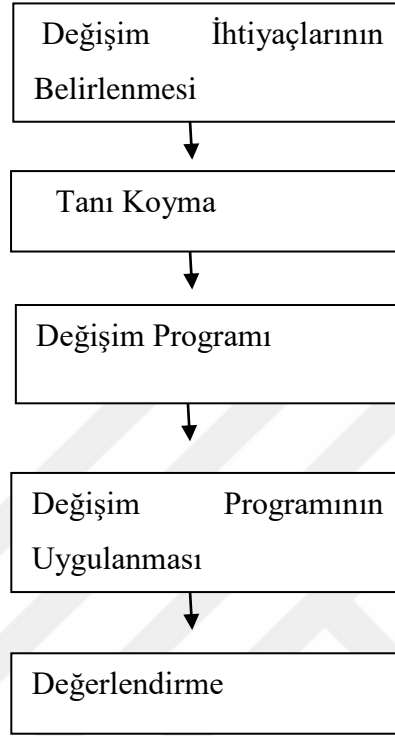 Değişim İhtiyaçlarının
Belirlenmesi
Tanı Koyma
Değişim Programı
Değişim Programının
Uygulanması
Değerlendirme